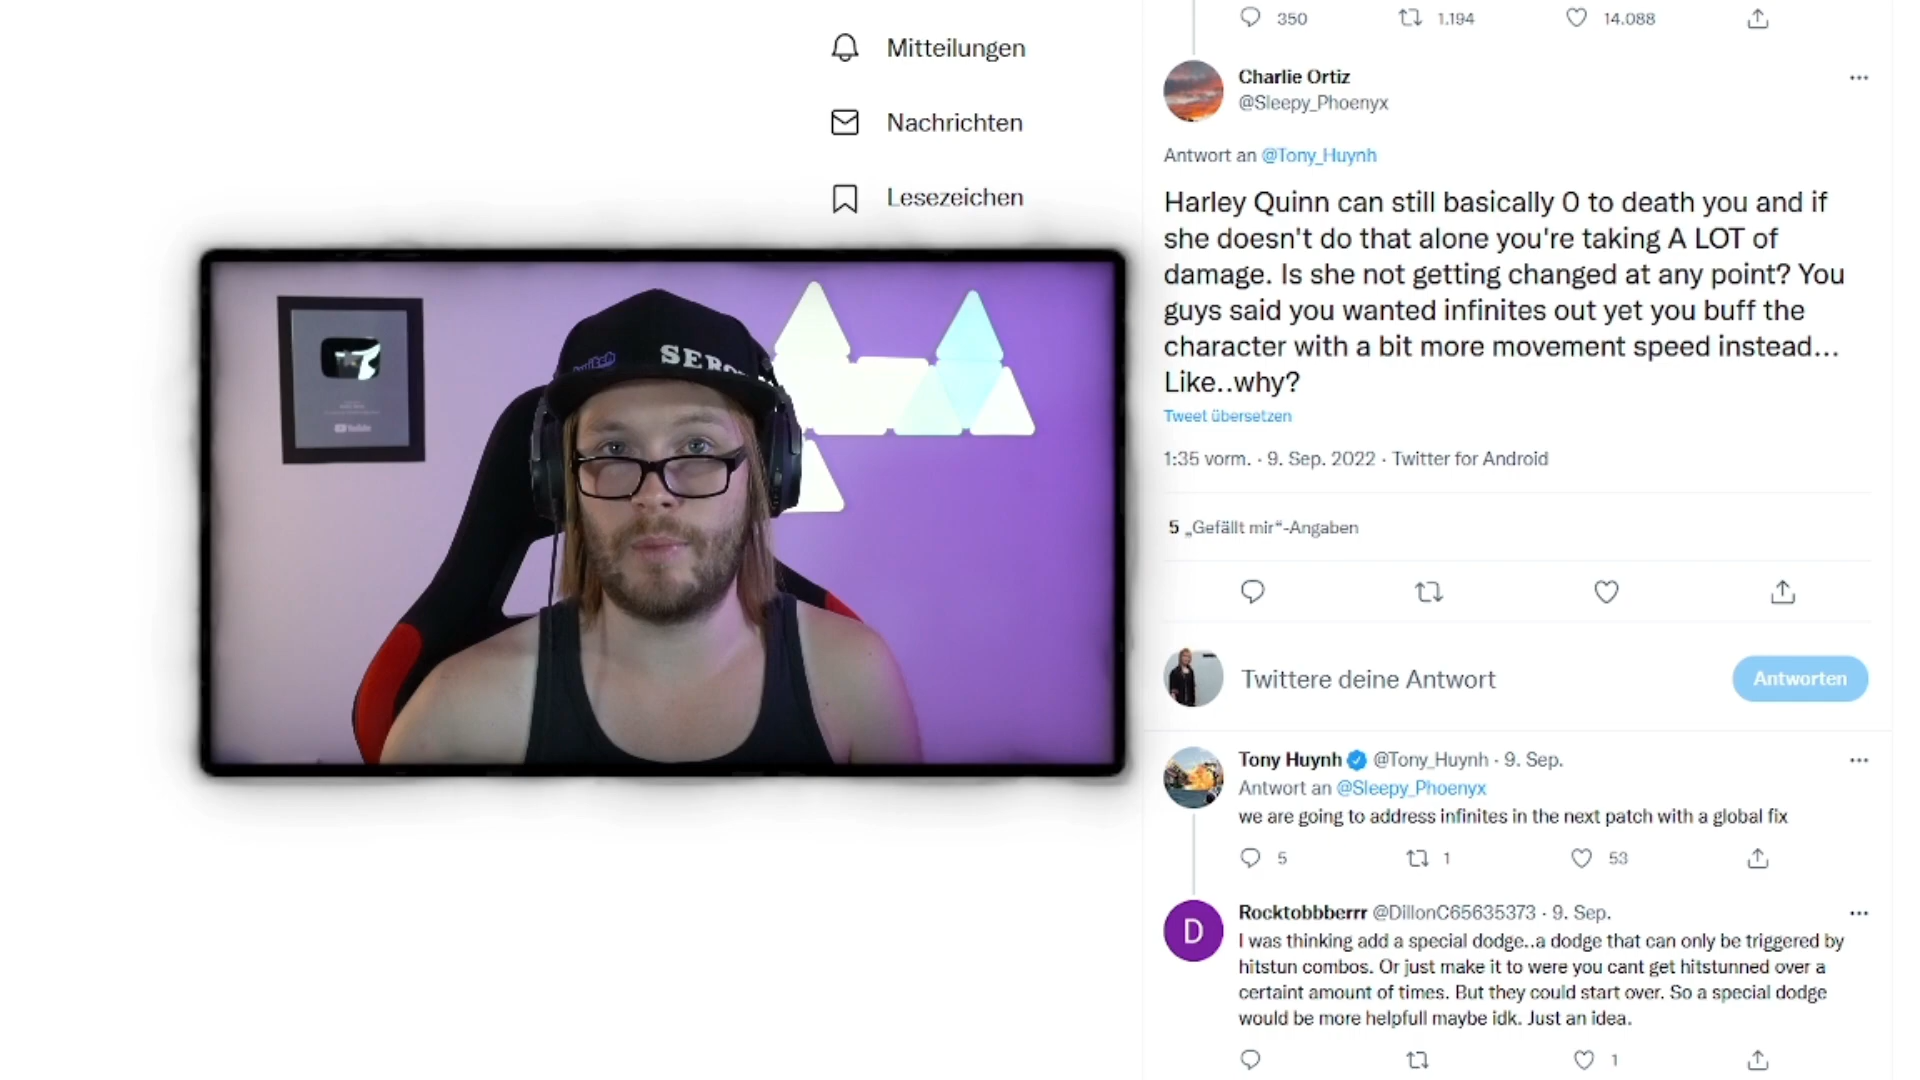 350 1.194 14.088
Mitteilungen
Nachrichten
Lesezeichen
Charlie Ortiz
@Sleepy_Phoenyx
Antwort an @Tony_Huynh
Harley Quinn can still basically 0 to death you and if
she doesn't do that alone you're taking A LOT of
damage. Is she not getting changed at any point? You
guys said you wanted infinites out yet you buff the
character with a bit more movement speed instead...
Like..why?
Tweet übersetzen
1:35 vorm. · 9. Sep. 2022 · Twitter for Android
5 „Gefällt mir“-Angaben
Twittere deine Antwort
Antworten
Tony Huynh @Tony_Huynh · 9. Sep.
Antwort an @Sleepy_Phoenyx
we are going to address infinites in the next patch with a global fix
5 1 53
D
Rocktobbberrr @DillonC65635373 · 9. Sep.
I was thinking add a special dodge..a dodge that can only be triggered by
hitstun combos. Or just make it to were you cant get hitstunned over a
certaint amount of times. But they could start over. So a special dodge
would be more helpfull maybe idk. Just an idea.
1
twitch
YouTube